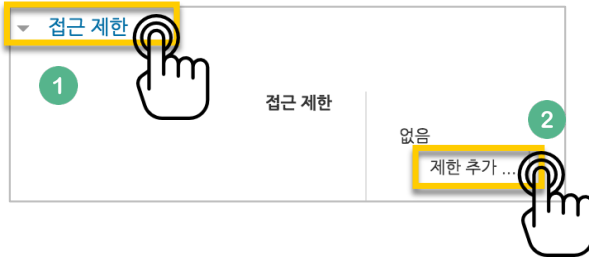 접근 제한
1
접근 제한
2
없음
제한 추가 ...